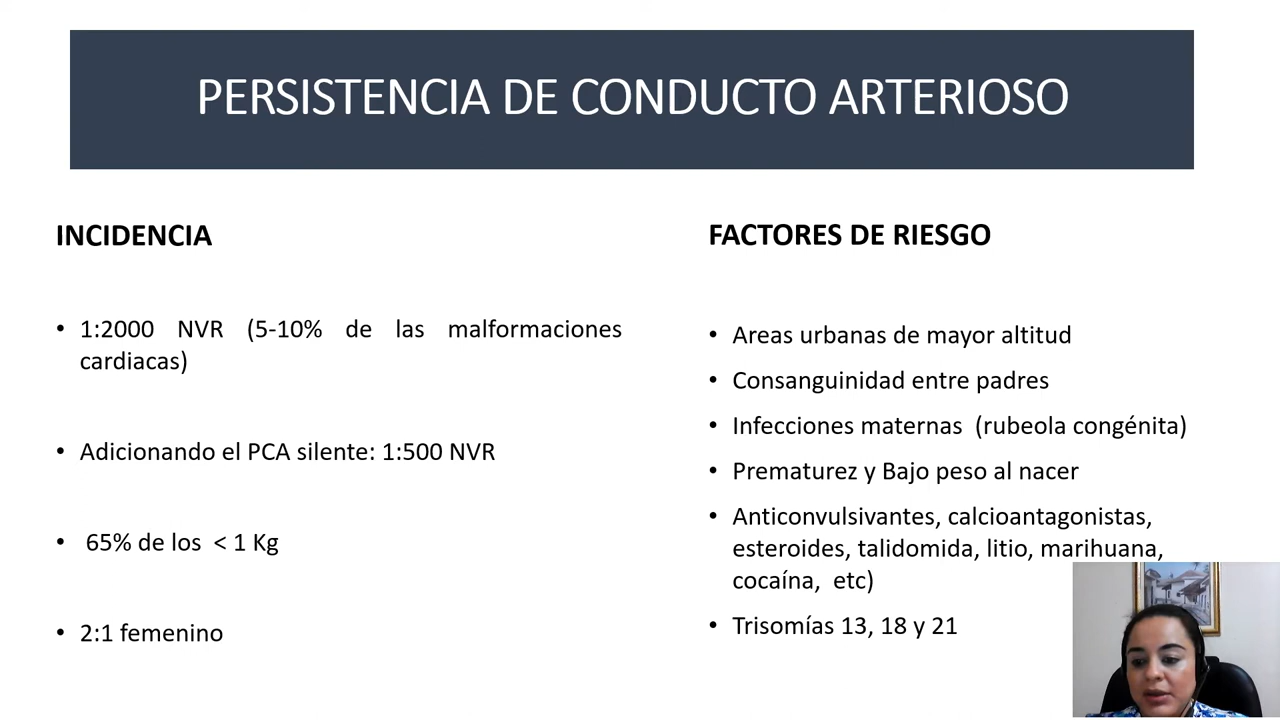 PERSISTENCIA DE CONDUCTO ARTERIOSO
INCIDENCIA
• 1:2000 NVR (5-10% de las malformaciones
cardiacas)
• Adicionando el PCA silente: 1:500 NVR
• 65% de los < 1 Kg
• 2:1 femenino
FACTORES DE RIESGO
• Areas urbanas de mayor altitud
• Consanguinidad entre padres
• Infecciones maternas (rubeola congénita)
• Prematurez y Bajo peso al nacer
• Anticonvulsivantes, calcioantagonistas,
esteroides, talidomida, litio, marihuana,
cocaína, etc)
• Trisomías 13, 18 y 21